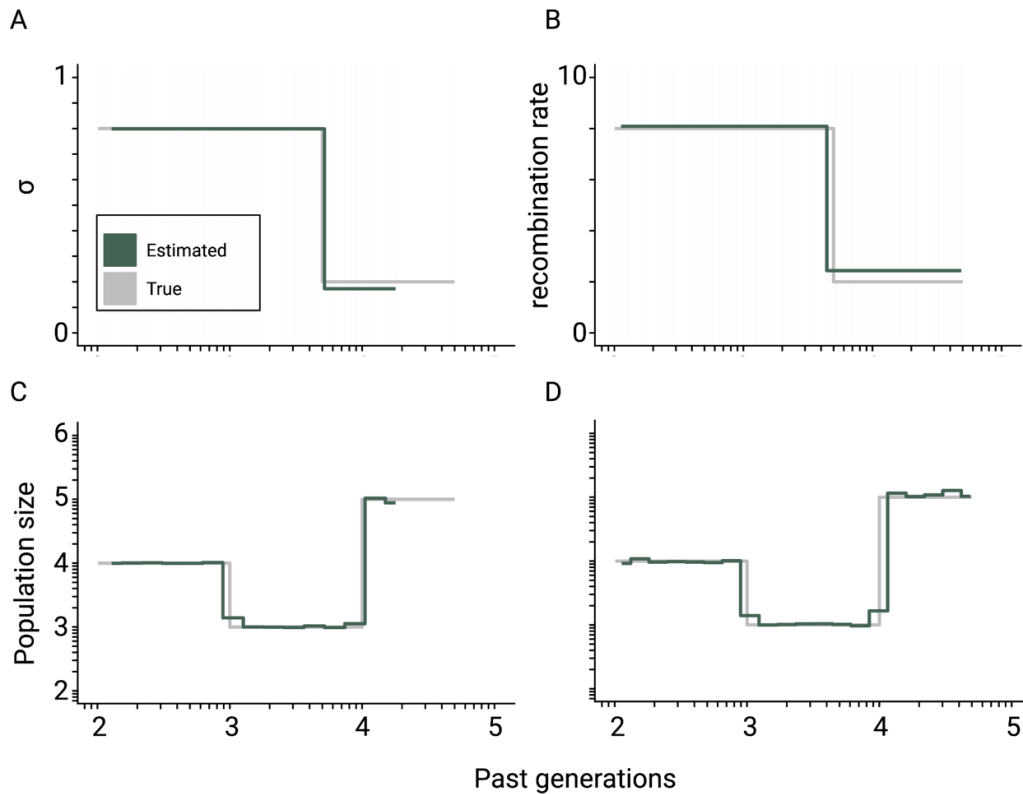 A
B
1
σ
0
Estimated
True
10
recombination rate
0
C
D
6
5
4
3
2
Population size
2
3
4
5
2
3
4
5
Past generations